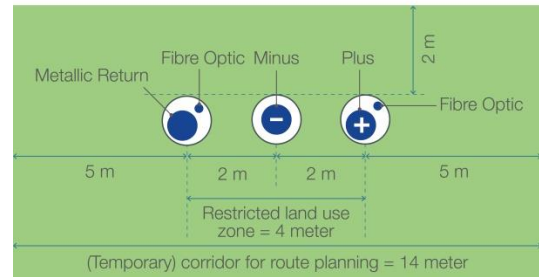 2 m
Fibre Optic Minus Plus
Metallic Return
Fibre Optic
− +
5 m 2 m 2 m 5 m
Restricted land use
zone = 4 meter
(Temporary) corridor for route planning = 14 meter